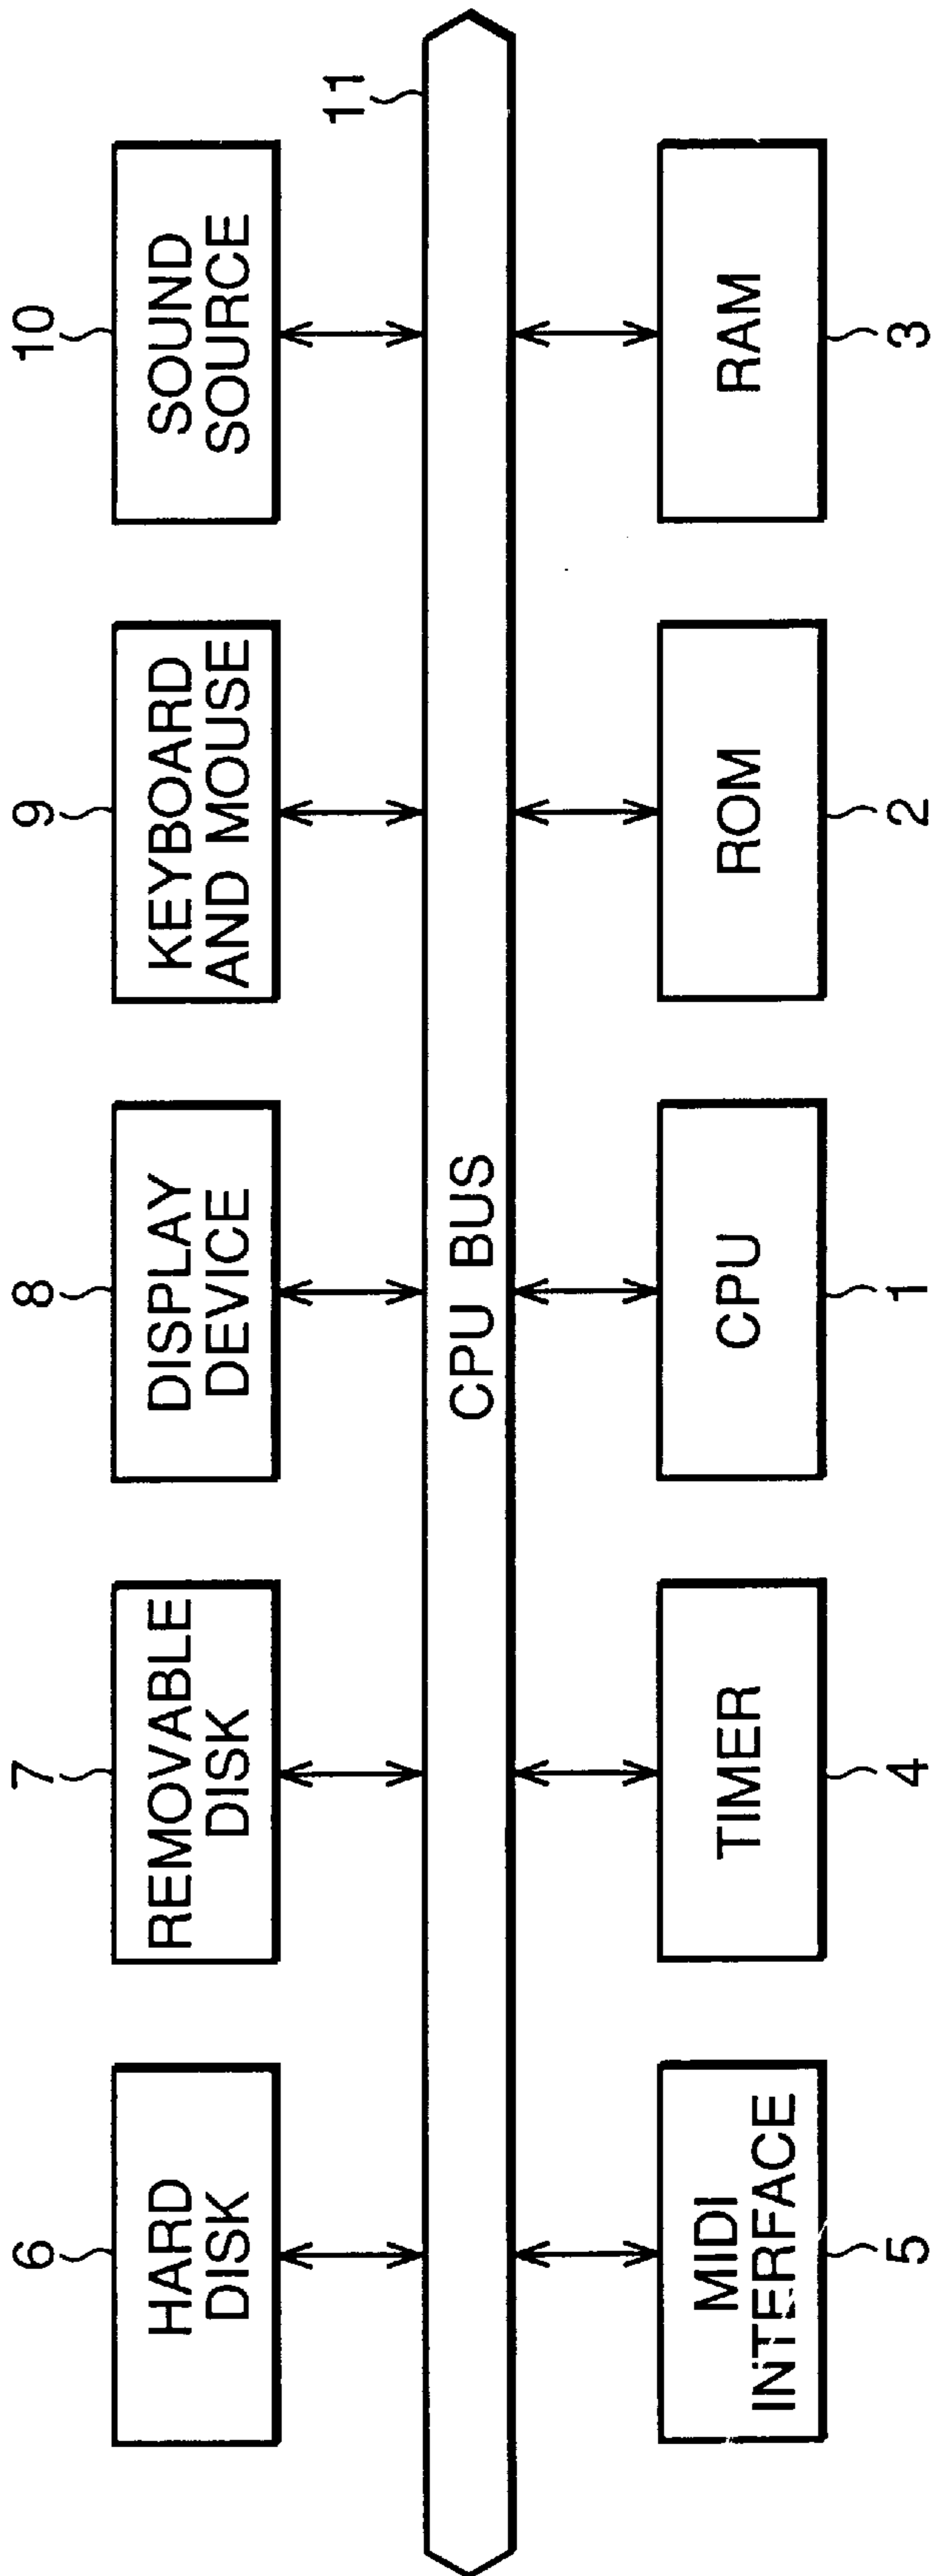 6
7
8
9
10
HARD
DISK
REMOVABLE
DISK
DISPLAY
DEVICE
KEYBOARD
AND MOUSE
SOUND
SOURCE
11
CPU BUS
MIDI
INTERFACE
TIMER
CPU
ROM
RAM
5
4
1
2
3